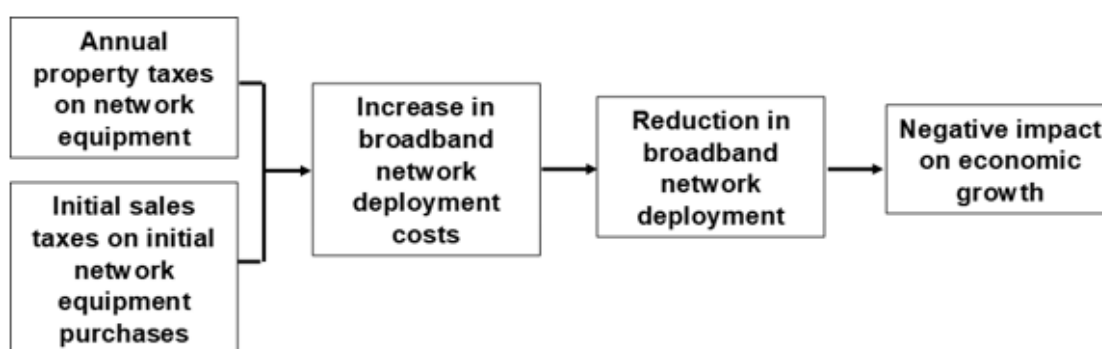 Annual
property taxes
on network
equipment
Initial sales
taxes on initial
network
equipment
purchases
Increase in
broadband
network
deployment
costs
Reduction in
broadband
network
deployment
Negative impact
on economic
growth